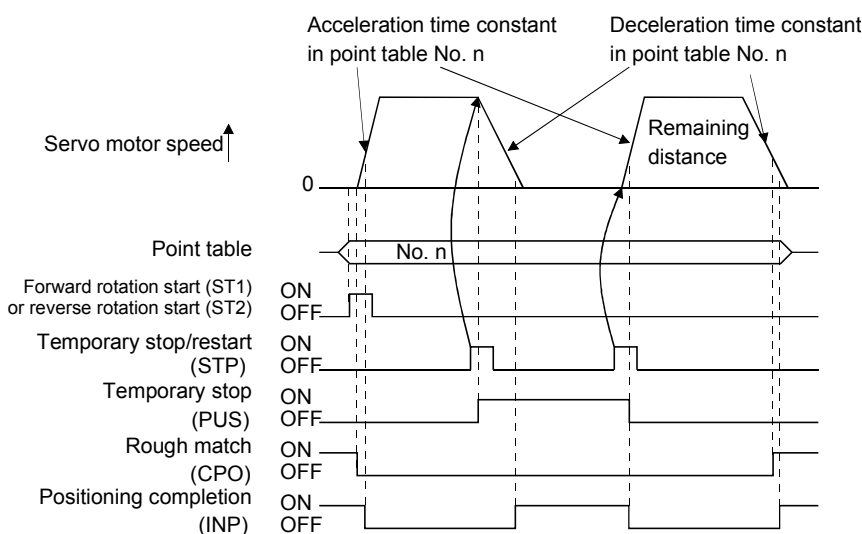 Acceleration time constant
in point table No. n
Deceleration time constant
in point table No. n
Servo motor speed
Remaining
distance
0
Point table
No. n
Forward rotation start (ST1)
or reverse rotation start (ST2)
ON
OFF
Temporary stop/restart
(STP)
ON
OFF
Temporary stop
(PUS)
ON
OFF
Rough match
(CPO)
ON
OFF
Positioning completion
(INP)
ON
OFF